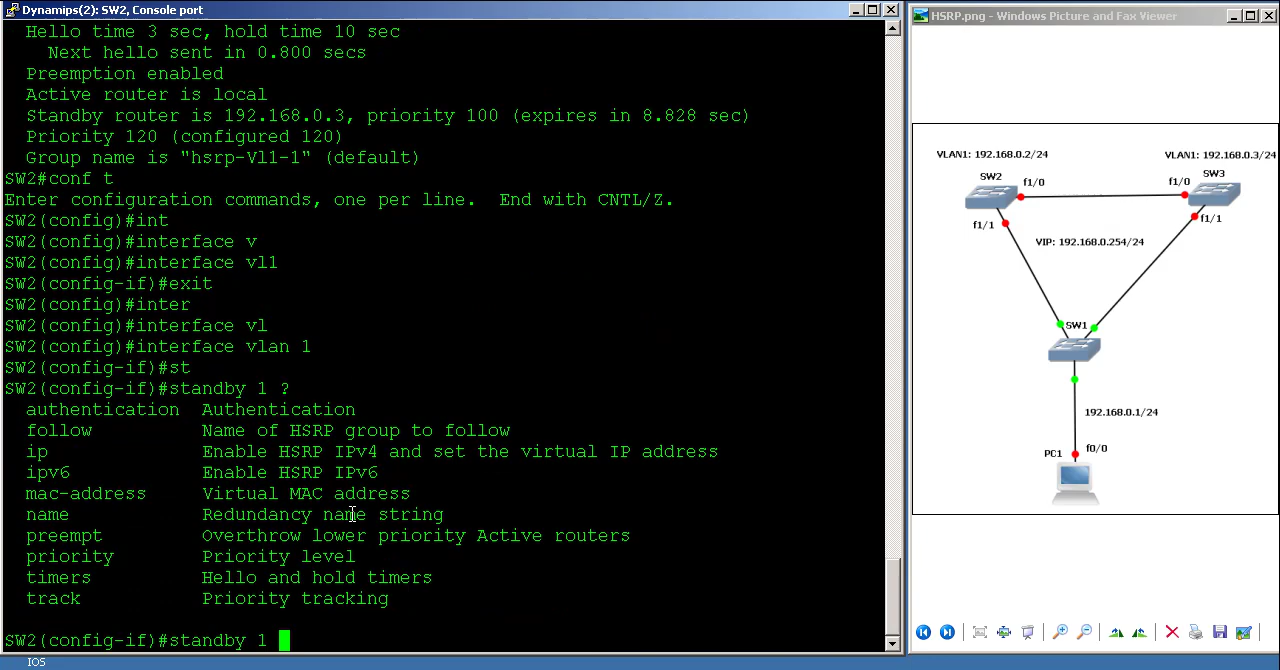 Dynamips(2): SW2, Console port
Hello time 3 sec, hold time 10 sec
Next hello sent in 0.800 secs
Preemption enabled
Active router is local
Standby router is 192.168.0.3, priority 100 (expires in 8.828 sec)
Priority 120 (configured 120)
Group name is "hsrp-Vl1-1" (default)
SW2#conf t
Enter configuration commands, one per line.  End with CNTL/Z.
SW2(config)#int
SW2(config)#interface v
SW2(config)#interface vl1
SW2(config-if)#exit
SW2(config)#inter
SW2(config)#interface vl
SW2(config)#interface vlan 1
SW2(config-if)#st
SW2(config-if)#standby 1 ?
authentication  Authentication
follow          Name of HSRP group to follow
ip              Enable HSRP IPv4 and set the virtual IP address
ipv6            Enable HSRP IPv6
mac-address     Virtual MAC address
name            Redundancy name string
preempt         Overthrow lower priority Active routers
priority        Priority level
timers          Hello and hold timers
track           Priority tracking
SW2(config-if)#standby 1
IOS
HSRP.png - Windows Picture and Fax Viewer
VLAN1: 192.168.0.2/24
VLAN1: 192.168.0.3/24
SW2
SW3
f1/0
f1/0
f1/1
f1/1
VIP: 192.168.0.254/24
SW1
192.168.0.1/24
f0/0
PC1